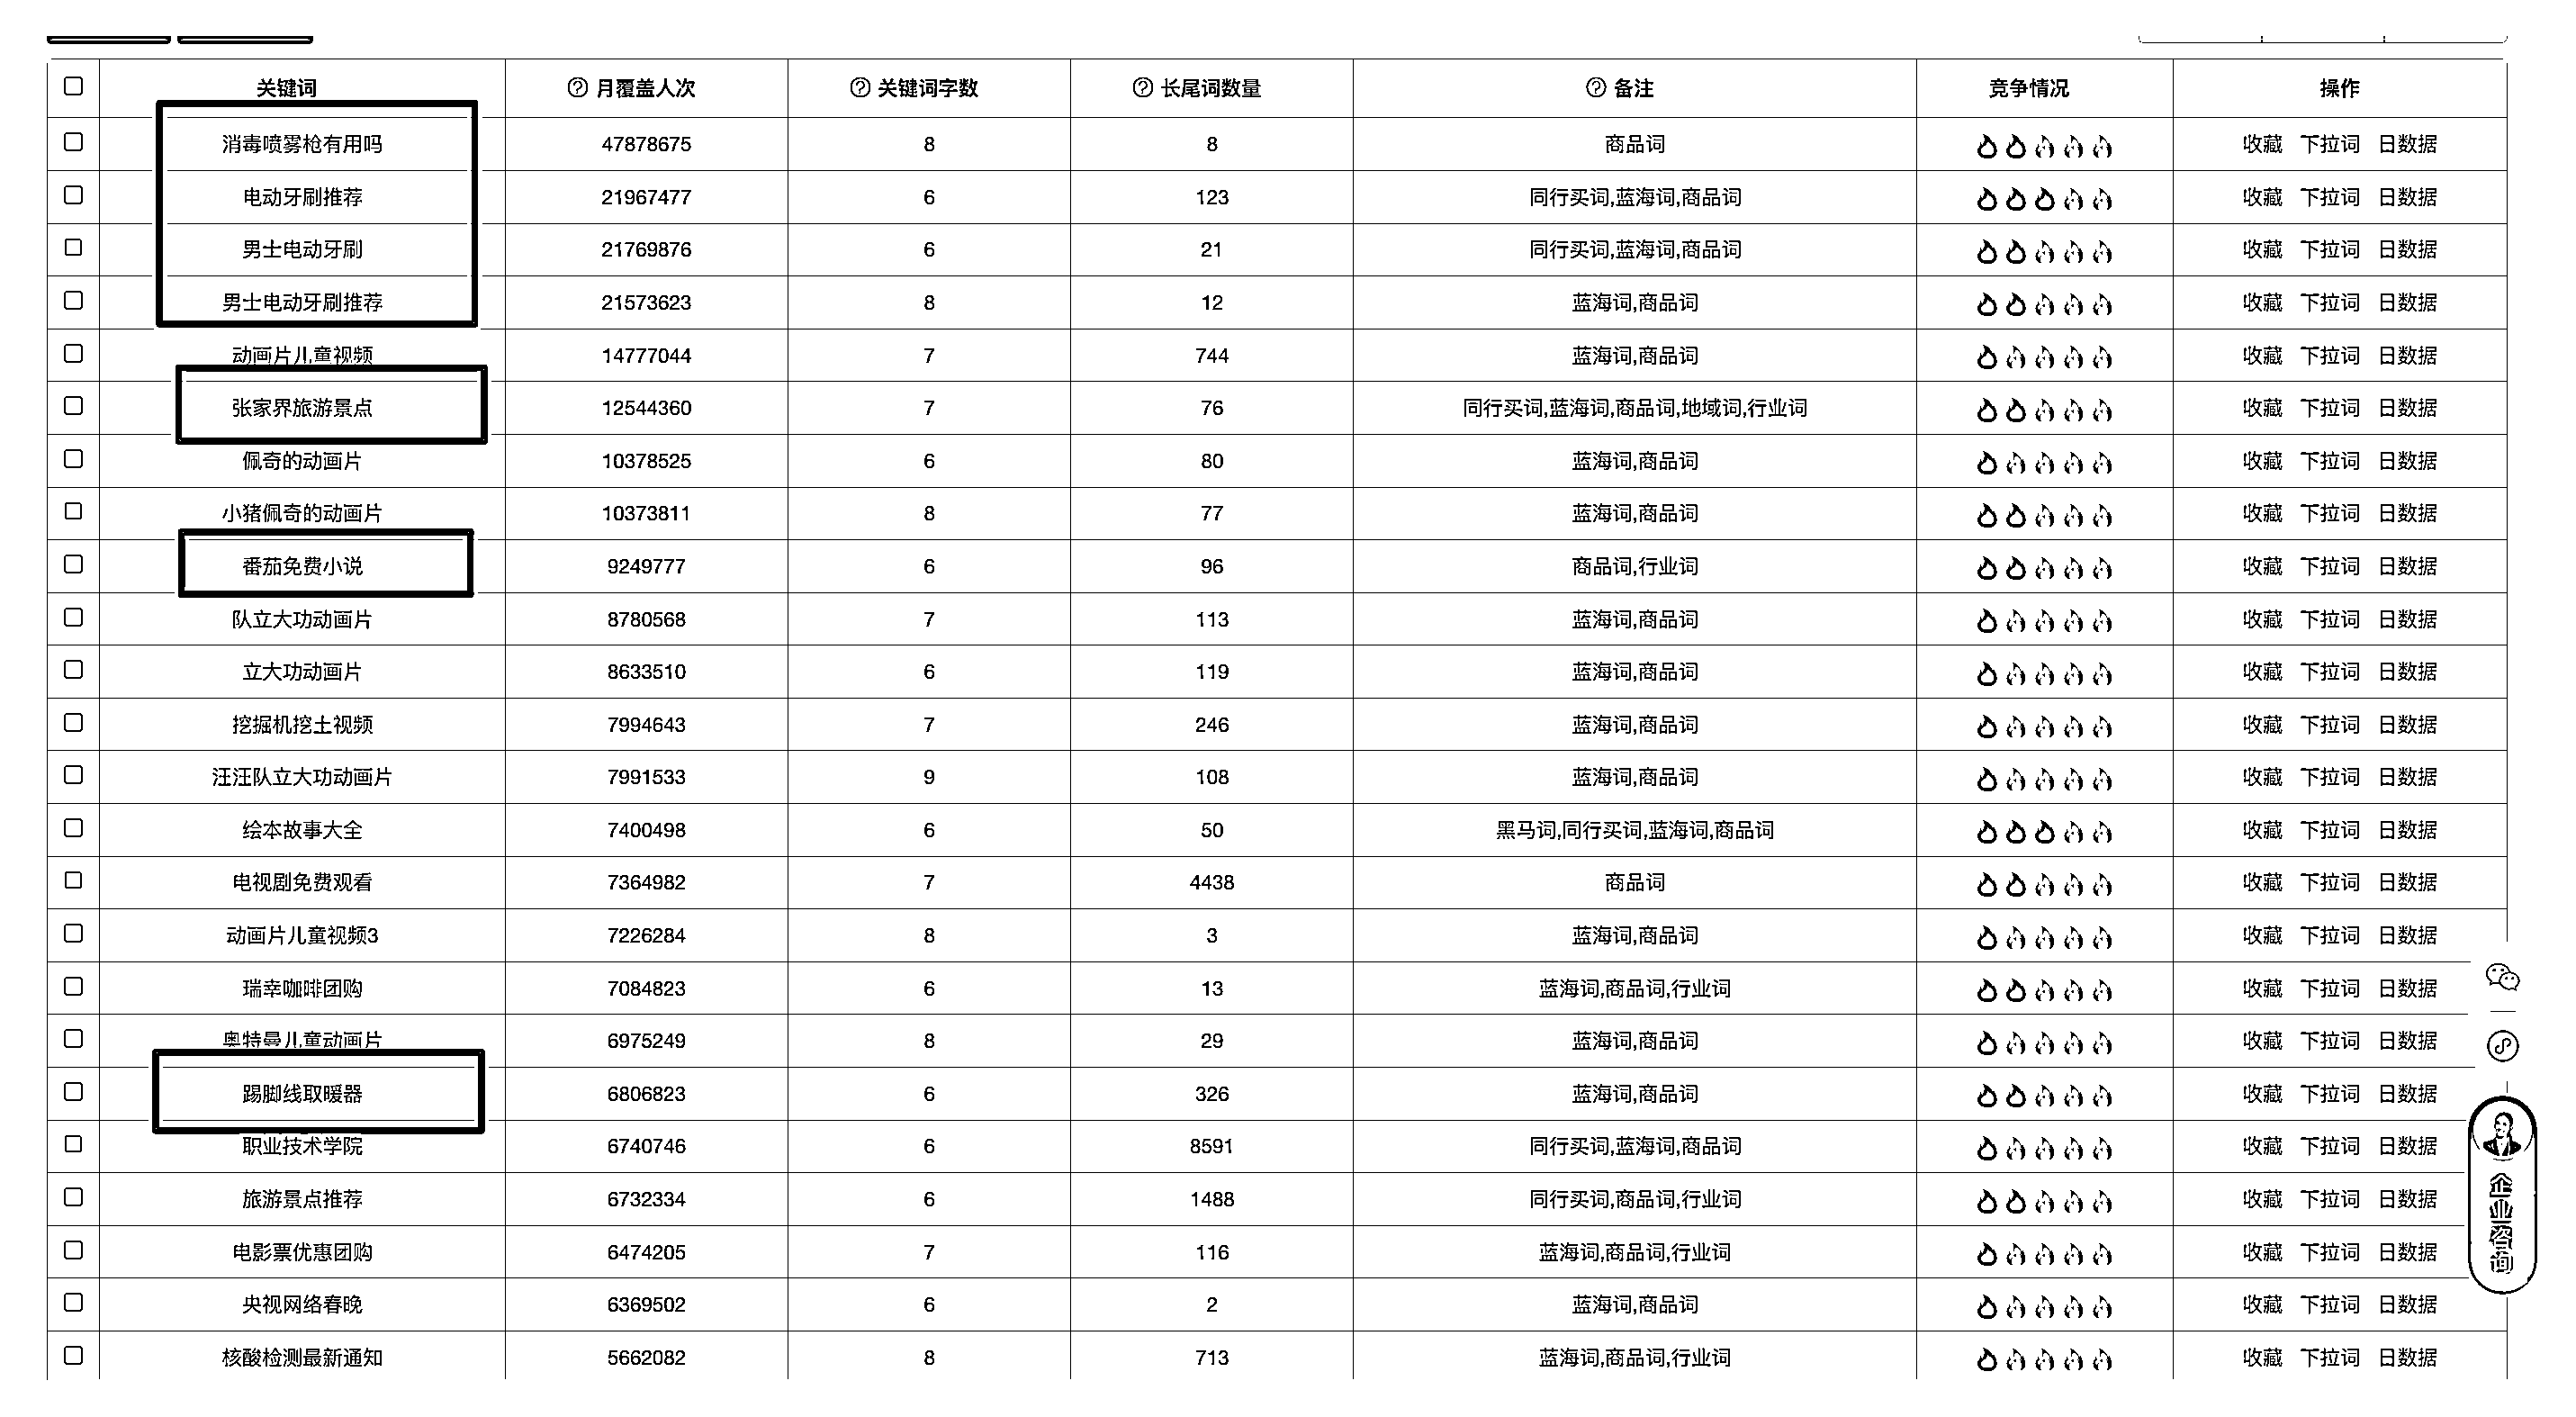 关键词 月覆盖人次 关键词字数 长尾词数量 备注 竞争情况 操作
消毒喷雾枪有用吗 47878675 8 8 商品词 收藏 下拉词 日数据
电动牙刷推荐 21967477 6 123 同行买词,蓝海词,商品词 收藏 下拉词 日数据
男士电动牙刷 21769876 6 21 同行买词,蓝海词,商品词 收藏 下拉词 日数据
男士电动牙刷推荐 21573623 8 12 蓝海词,商品词 收藏 下拉词 日数据
动画片儿童视频 14777044 7 744 蓝海词,商品词 收藏 下拉词 日数据
张家界旅游景点 12544360 7 76 同行买词,蓝海词,商品词,地域词,行业词 收藏 下拉词 日数据
佩奇的动画片 10378525 6 80 蓝海词,商品词 收藏 下拉词 日数据
小猪佩奇的动画片 10373811 8 77 蓝海词,商品词 收藏 下拉词 日数据
番茄免费小说 9249777 6 96 商品词,行业词 收藏 下拉词 日数据
队立大功动画片 8780568 7 113 蓝海词,商品词 收藏 下拉词 日数据
立大功动画片 8633510 6 119 蓝海词,商品词 收藏 下拉词 日数据
挖掘机挖土视频 7994643 7 246 蓝海词,商品词 收藏 下拉词 日数据
汪汪队立大功动画片 7991533 9 108 蓝海词,商品词 收藏 下拉词 日数据
绘本故事大全 7400498 6 50 黑马词,同行买词,蓝海词,商品词 收藏 下拉词 日数据
电视剧免费观看 7364982 7 4438 商品词 收藏 下拉词 日数据
动画片儿童视频3 7226284 8 3 蓝海词,商品词 收藏 下拉词 日数据
瑞幸咖啡团购 7084823 6 13 蓝海词,商品词,行业词 收藏 下拉词 日数据
奥特曼儿童动画片 6975249 8 29 蓝海词,商品词 收藏 下拉词 日数据
踢脚线取暖器 6806823 6 326 蓝海词,商品词 收藏 下拉词 日数据
职业技术学院 6740746 6 8591 同行买词,蓝海词,商品词 收藏 下拉词 日数据
旅游景点推荐 6732334 6 1488 同行买词,商品词,行业词 收藏 下拉词 日数据
电影票优惠团购 6474205 7 116 蓝海词,商品词,行业词 收藏 下拉词 日数据
央视网络春晚 6369502 6 2 蓝海词,商品词 收藏 下拉词 日数据
核酸检测最新通知 5662082 8 713 蓝海词,商品词,行业词 收藏 下拉词 日数据
企业咨询